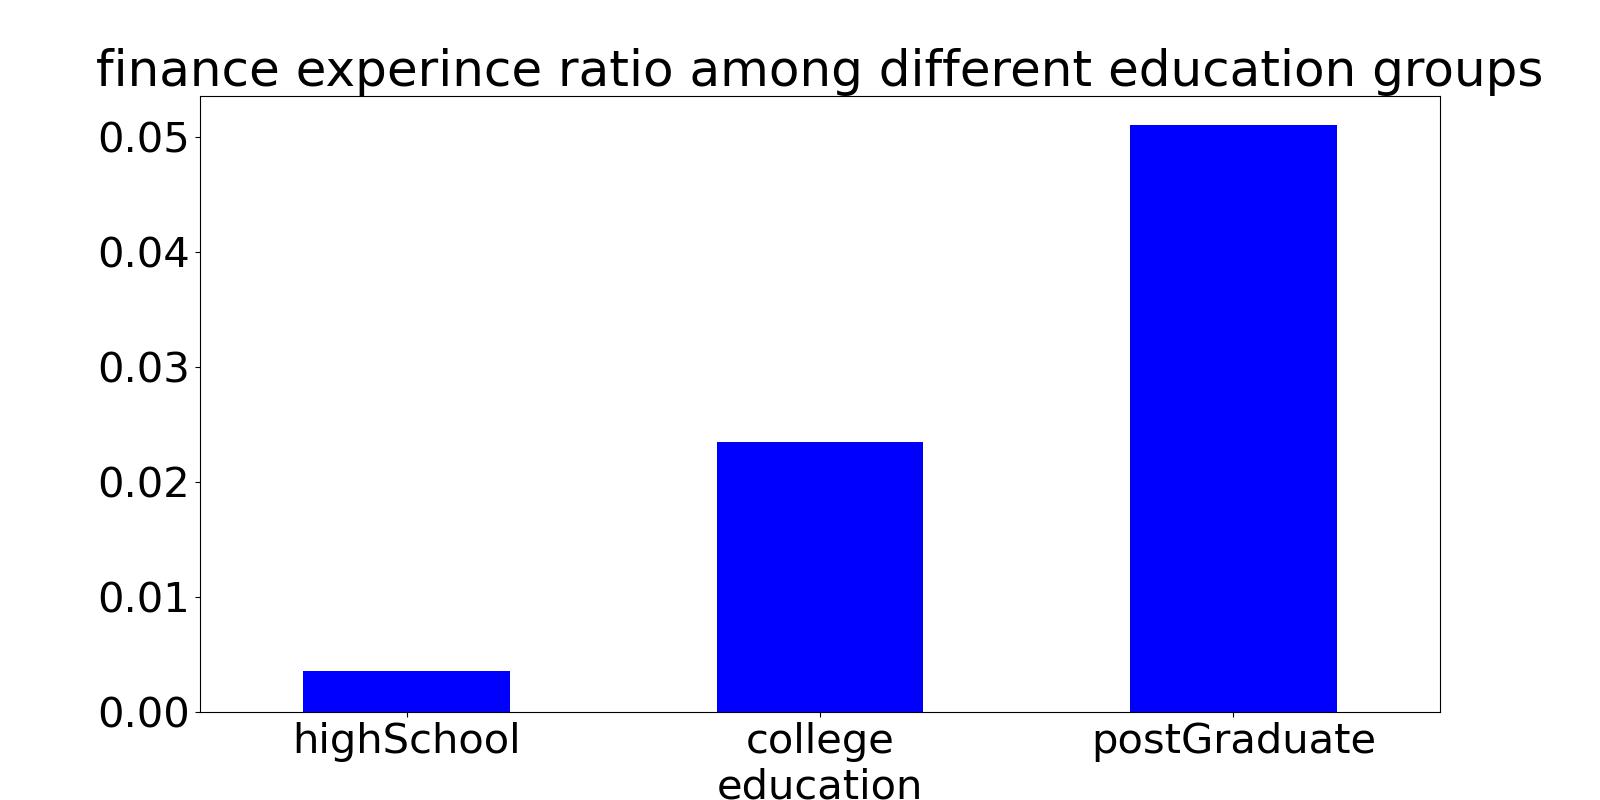 finance experince ratio among different education groups
0.05
0.04
0.03
0.02
0.01
0.00
highSchool college postGraduate
education